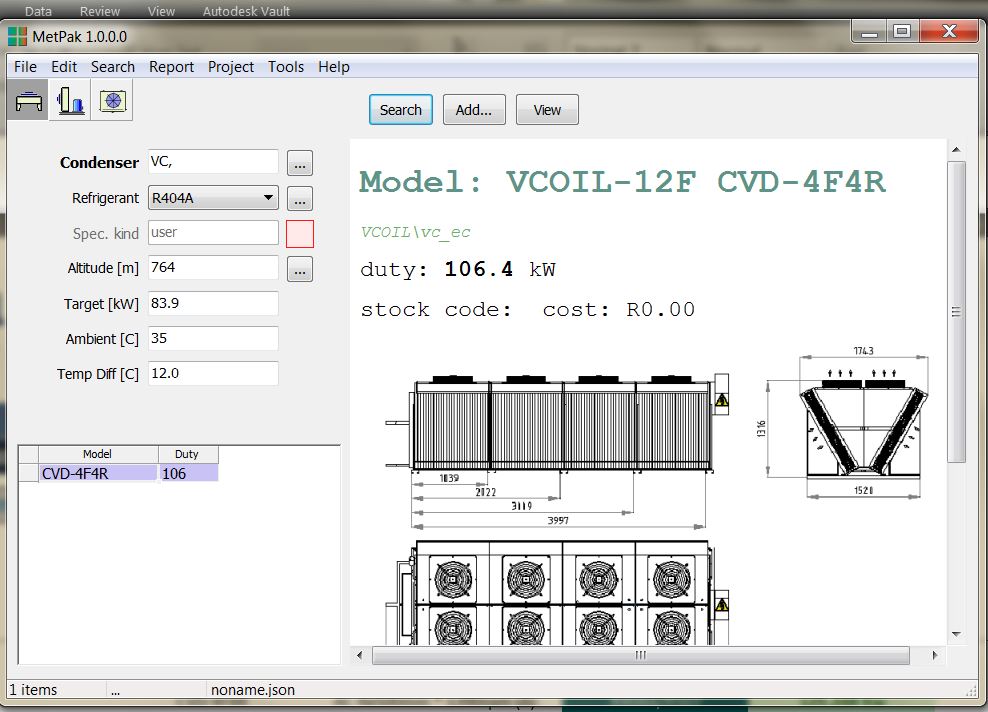 Data Review View Autodesk Vault
MetPak 1.0.0.0
File Edit Search Report Project Tools Help
Search Add... View
Condenser VC, ...
Refrigerant R404A ...
Spec. kind user
Altitude [m] 764 ...
Target [kW] 83.9
Ambient [C] 35
Temp Diff [C] 12.0
Model Duty
CVD-4F4R 106
Model: VCOIL-12F CVD-4F4R
VCOIL\vc_ec
duty: 106.4 kW
stock code: cost: R0.00
1743
1316
1039
2022
3119
3997
1520
1 items ... noname.json